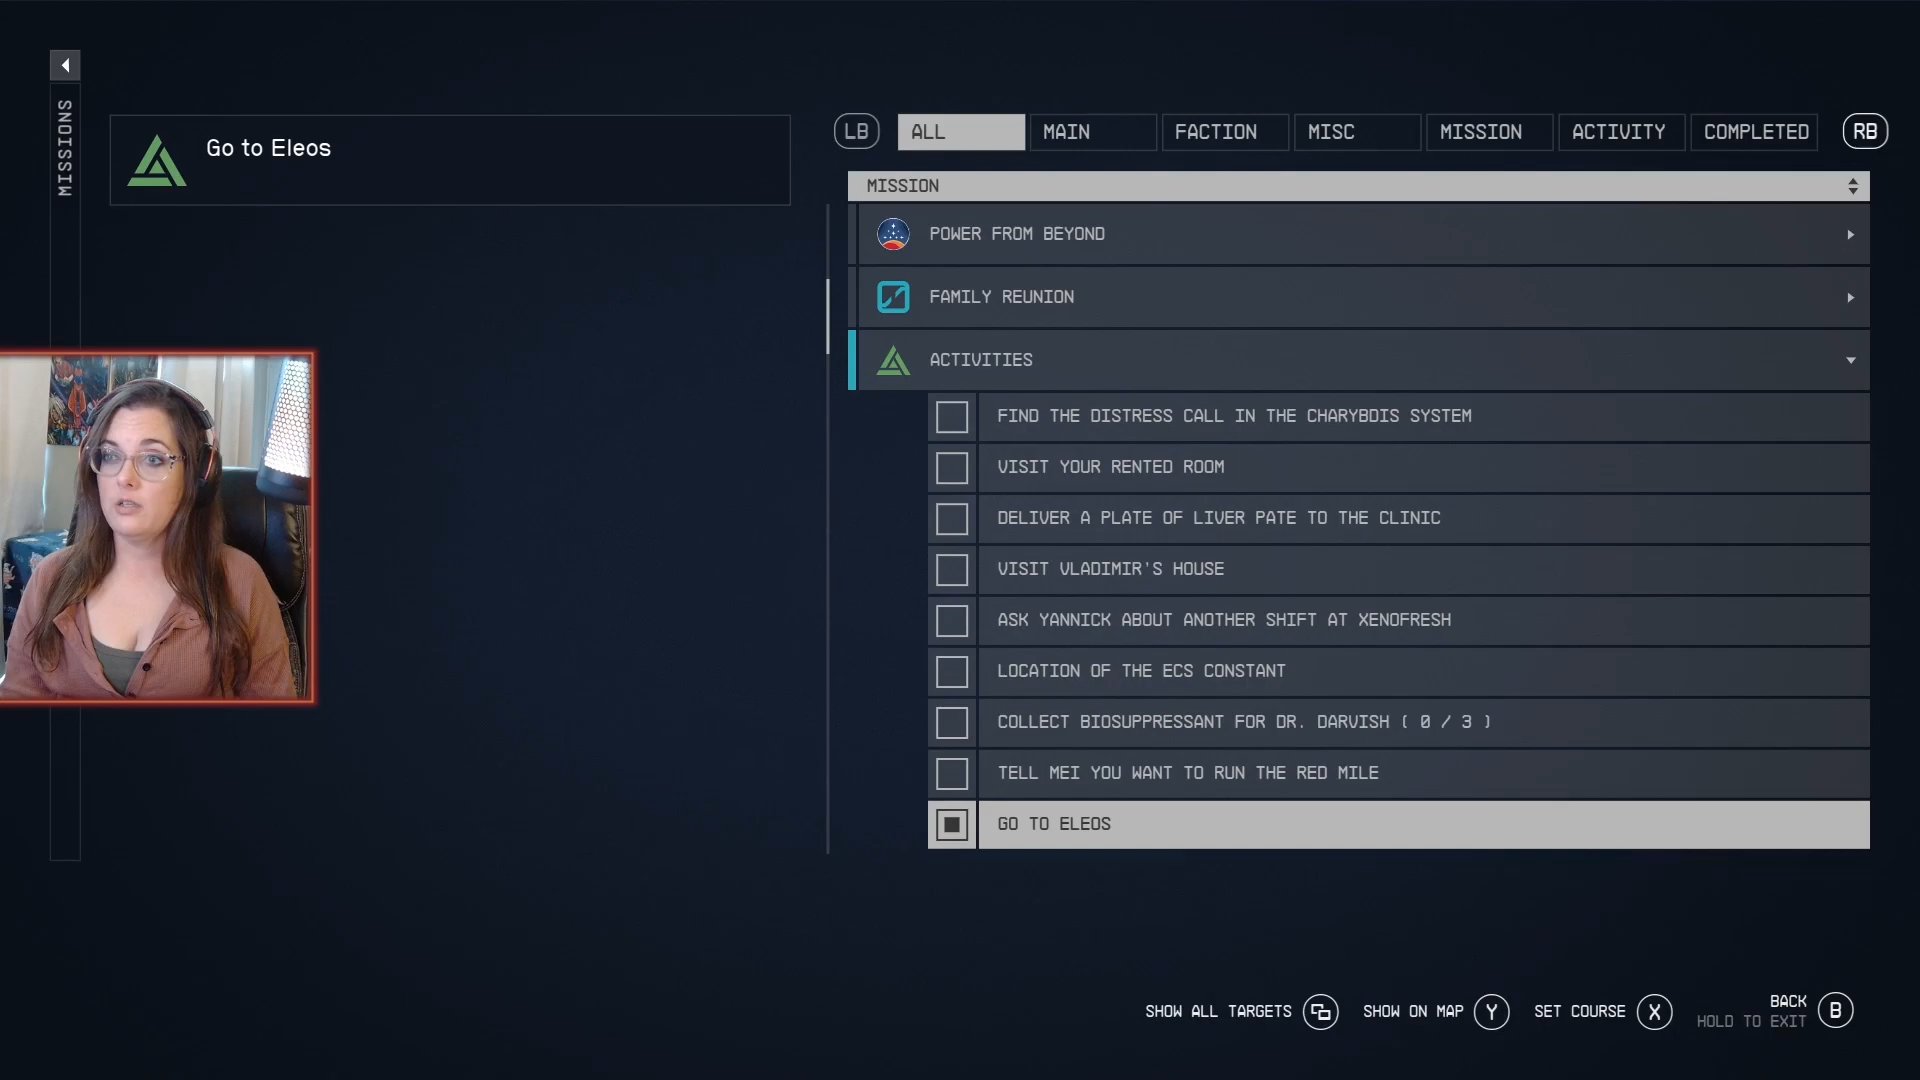 MISSIONS
Go to Eleos
LB
ALL
MAIN
FACTION
MISC
MISSION
ACTIVITY
COMPLETED
RB
MISSION
POWER FROM BEYOND
FAMILY REUNION
ACTIVITIES
FIND THE DISTRESS CALL IN THE CHARYBDIS SYSTEM
VISIT YOUR RENTED ROOM
DELIVER A PLATE OF LIVER PATE TO THE CLINIC
VISIT VLADIMIR'S HOUSE
ASK YANNICK ABOUT ANOTHER SHIFT AT XENOFRESH
LOCATION OF THE ECS CONSTANT
COLLECT BIOSUPPRESSANT FOR DR. DARVISH ( 0 / 3 )
TELL MEI YOU WANT TO RUN THE RED MILE
GO TO ELEOS
SHOW ALL TARGETS
SHOW ON MAP Y
SET COURSE X
BACK B
HOLD TO EXIT